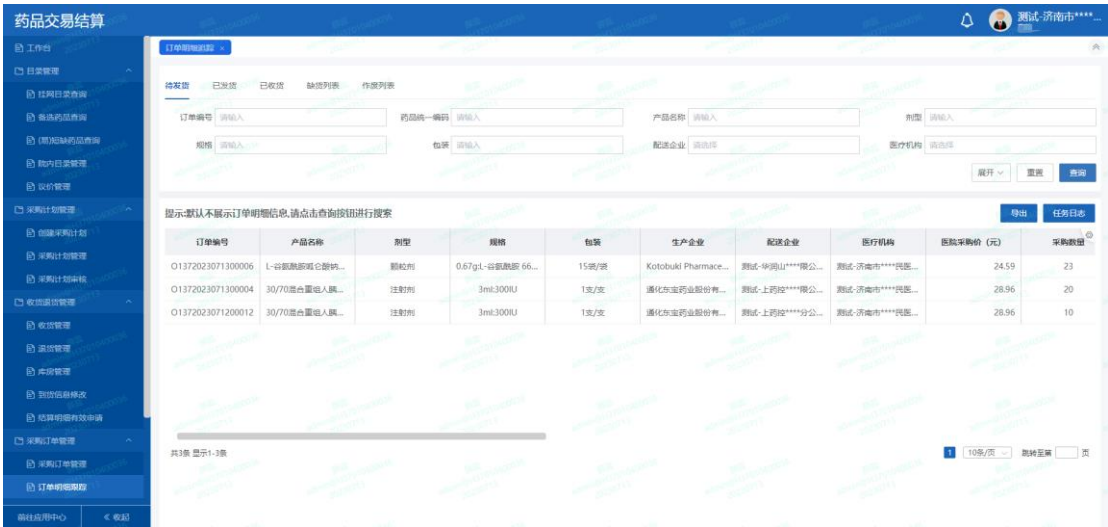 药品交易结算
测试-济南市****...
工作台
订单明细跟踪 ×
目录管理
挂网目录查询
备选药品查询
(简)短缺药品查询
院内目录管理
议价管理
采购计划管理
创建采购计划
采购计划管理
采购计划审核
收货退货管理
收货管理
退货管理
库房管理
到货信息修改
结算明细有效申请
采购订单管理
采购订单管理
订单明细跟踪
前往应用中心 收起
待发货 已发货 已收货 缺货列表 作废列表
订单编号 请输入 药品统一编码 请输入 产品名称 请输入 剂型 请输入
规格 请输入 包装 请输入 配送企业 请选择 医疗机构 请选择
展开 重置 查询
提示:默认不展示订单明细信息,请点击查询按钮进行搜索 导出 任务日志
订单编号 产品名称 剂型 规格 包装 生产企业 配送企业 医疗机构 医院采购价 (元) 采购数量
O1372023071300006 L-谷氨酰胺呱仑酸钠... 颗粒剂 0.67g:L-谷氨酰胺 66... 15袋/袋 Kotobuki Pharmace... 测试-华润山****限公... 测试-济南市****民医... 24.59 23
O1372023071300004 30/70混合重组人胰... 注射剂 3ml:300IU 1支/支 通化东宝药业股份有... 测试-上药控****限公... 测试-济南市****民医... 28.96 20
O1372023071200012 30/70混合重组人胰... 注射剂 3ml:300IU 1支/支 通化东宝药业股份有... 测试-上药控****分公... 测试-济南市****民医... 28.96 10
共3条 显示1-3条 1 10条/页 跳转至第 页